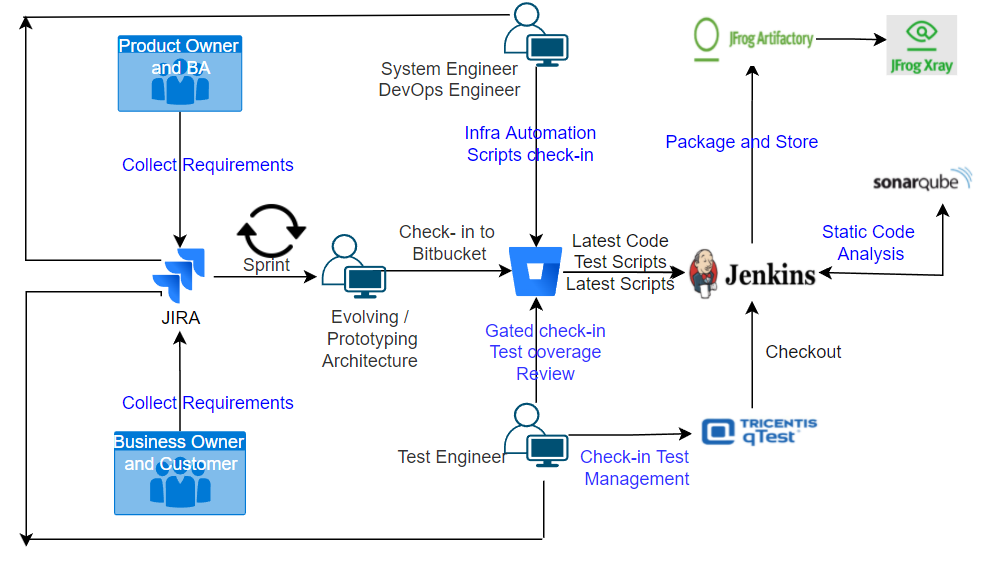 Product Owner
and BA
System Engineer
DevOps Engineer
JFrog Artifactory
JFrog Xray
Infra Automation
Scripts check-in
Package and Store
Collect Requirements
sonarqube
Sprint
Check- in to
Bitbucket
Latest Code
Test Scripts
Latest Scripts
Jenkins
Static Code
Analysis
JIRA
Evolving /
Prototyping
Architecture
Gated check-in
Test coverage
Review
Checkout
Collect Requirements
Business Owner
and Customer
Test Engineer
Check-in Test
Management
TRICENTIS
qTest